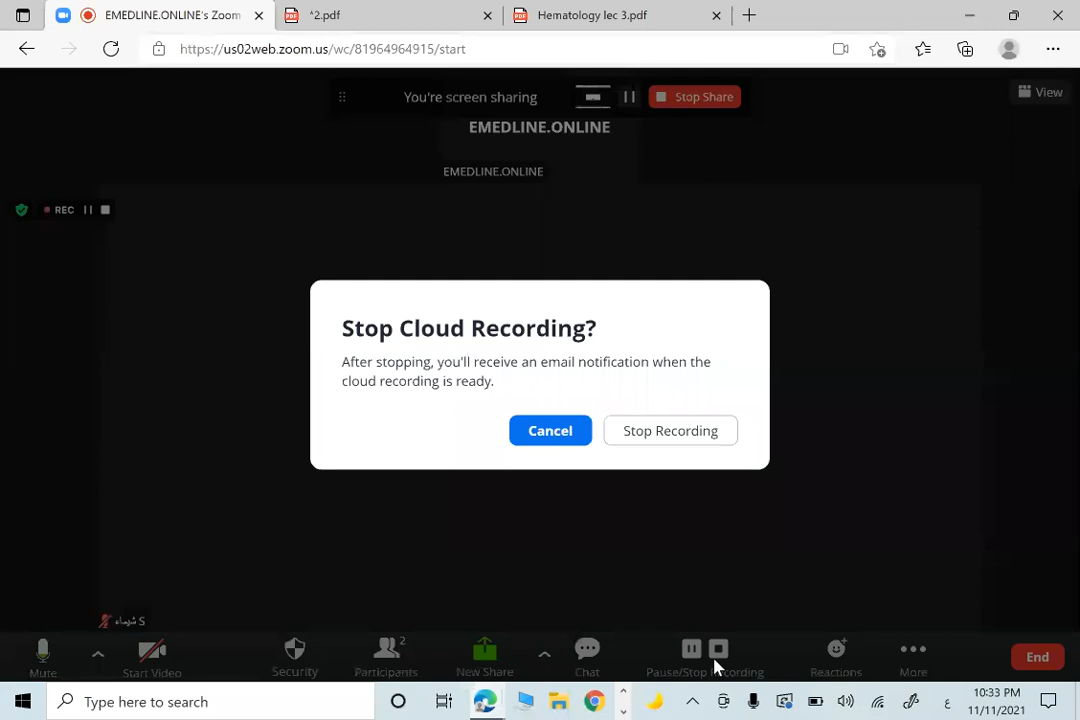 EMEDLINE.ONLINE's Zoom
^2.pdf
Hematology lec 3.pdf
https://us02web.zoom.us/wc/81964964915/start
You're screen sharing
Stop Share
View
EMEDLINE.ONLINE
EMEDLINE.ONLINE
REC
Stop Cloud Recording?
After stopping, you'll receive an email notification when the
cloud recording is ready.
Cancel
Stop Recording
شيماء S
Mute
Start Video
Security
Participants
2
New Share
Chat
Pause/Stop Recording
Reactions
More
End
Type here to search
ع
10:33 PM
11/11/2021